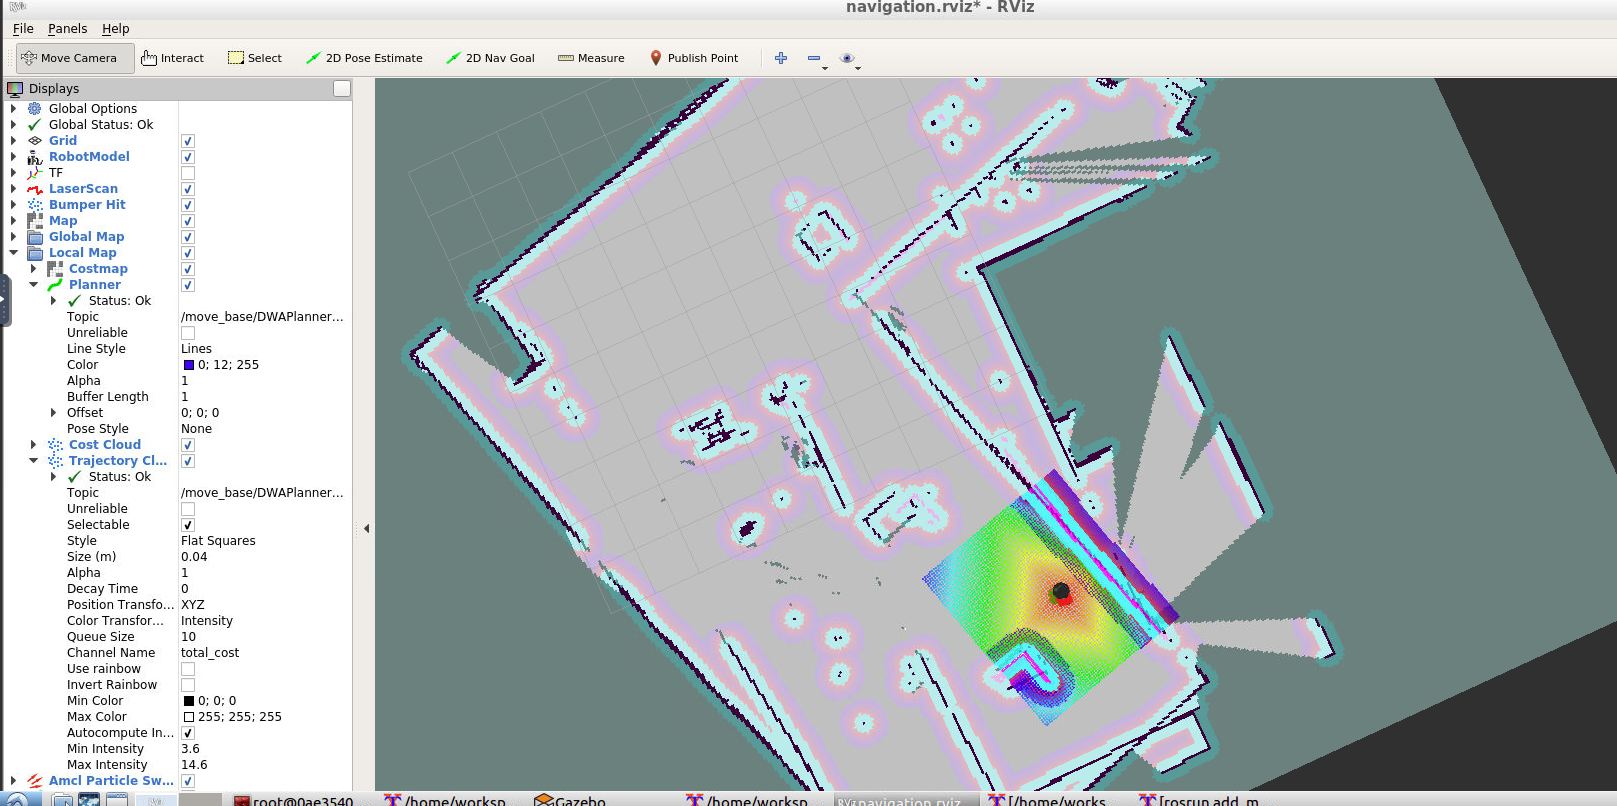 navigation.rviz* - RViz
File Panels Help
Move Camera Interact Select 2D Pose Estimate 2D Nav Goal Measure Publish Point
Displays
Global Options
Global Status: Ok
Grid
RobotModel
TF
LaserScan
Bumper Hit
Map
Global Map
Local Map
Costmap
Planner
Status: Ok
Topic /move_base/DWAPlanner...
Unreliable
Line Style Lines
Color 0; 12; 255
Alpha 1
Buffer Length 1
Offset 0; 0; 0
Pose Style None
Cost Cloud
Trajectory Cl...
Status: Ok
Topic /move_base/DWAPlanner...
Unreliable
Selectable
Style Flat Squares
Size (m) 0.04
Alpha 1
Decay Time 0
Position Transfo... XYZ
Color Transfor... Intensity
Queue Size 10
Channel Name total_cost
Use rainbow
Invert Rainbow
Min Color 0; 0; 0
Max Color 255; 255; 255
Autocompute In...
Min Intensity 3.6
Max Intensity 14.6
Amcl Particle Sw...
root@0ae3540 /home/worksp Gazebo /home/worksp navigation.rviz [/home/works [rosrun add_m